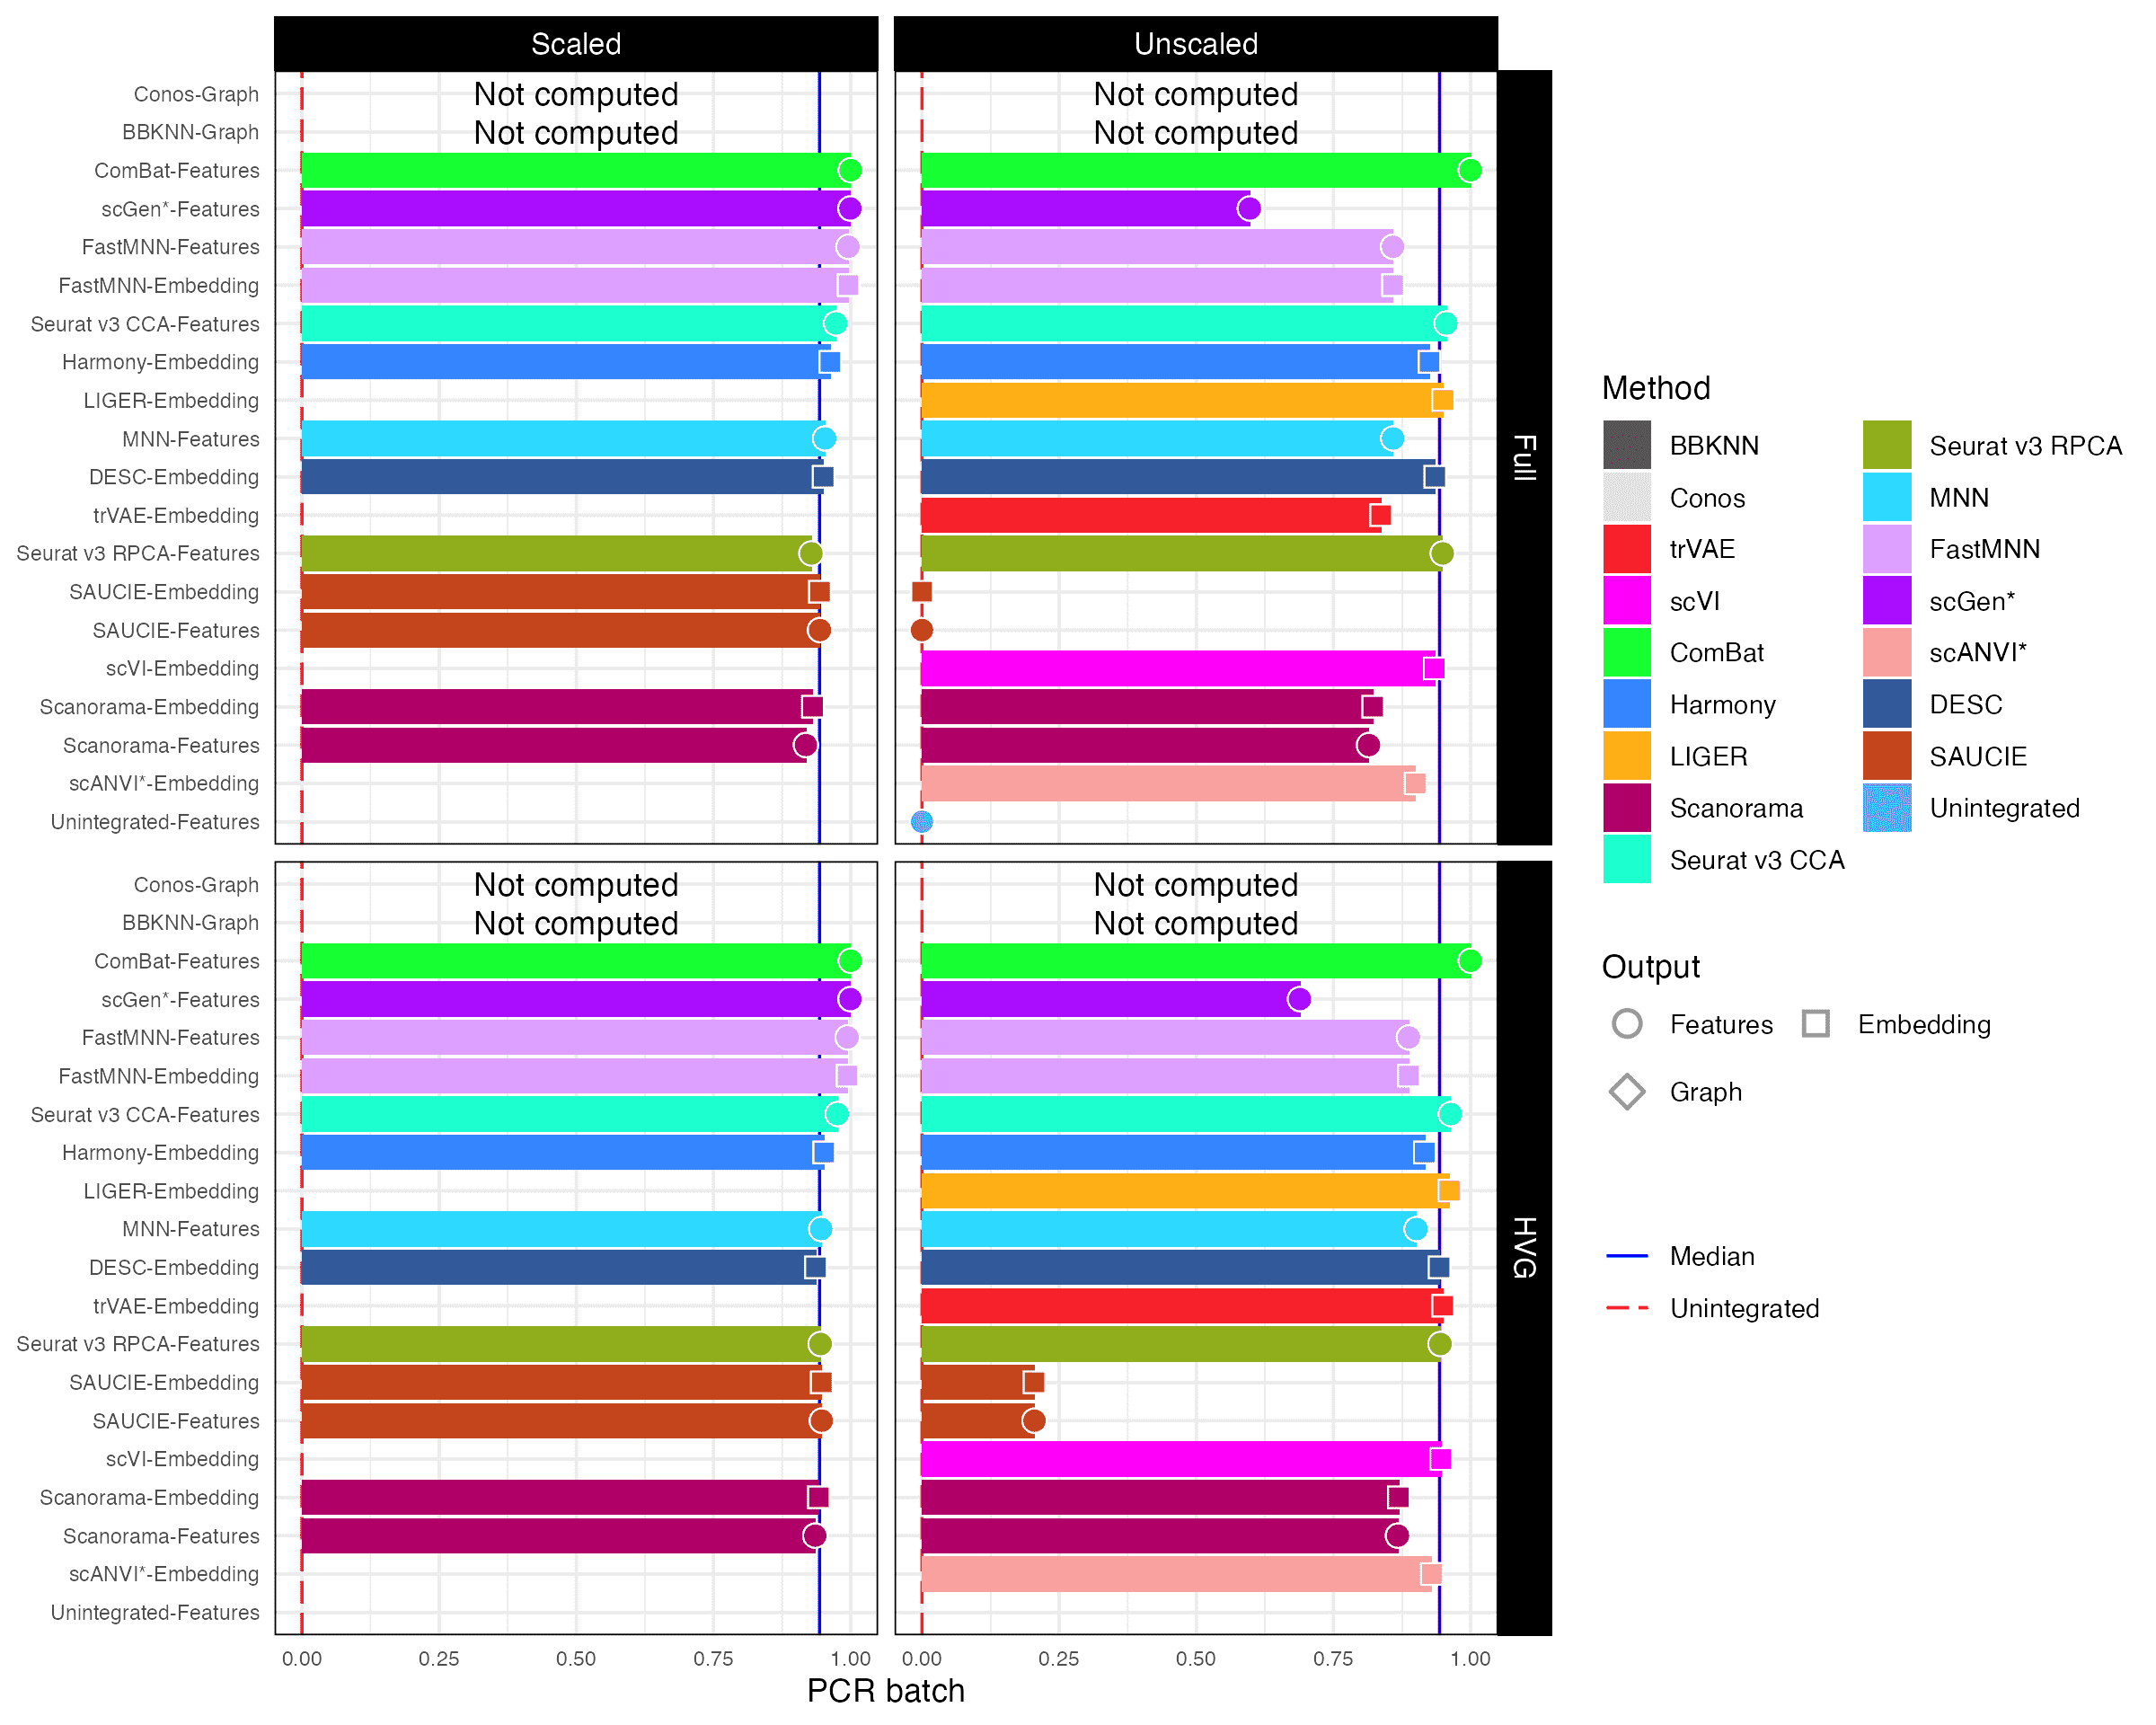 Scaled
Unscaled
Conos-Graph
BBKNN-Graph
ComBat-Features
scGen*-Features
FastMNN-Features
FastMNN-Embedding
Seurat v3 CCA-Features
Harmony-Embedding
LIGER-Embedding
MNN-Features
DESC-Embedding
trVAE-Embedding
Seurat v3 RPCA-Features
SAUCIE-Embedding
SAUCIE-Features
scVI-Embedding
Scanorama-Embedding
Scanorama-Features
scANVI*-Embedding
Unintegrated-Features
Not computed
Not computed
Not computed
Not computed
Full
Conos-Graph
BBKNN-Graph
ComBat-Features
scGen*-Features
FastMNN-Features
FastMNN-Embedding
Seurat v3 CCA-Features
Harmony-Embedding
LIGER-Embedding
MNN-Features
DESC-Embedding
trVAE-Embedding
Seurat v3 RPCA-Features
SAUCIE-Embedding
SAUCIE-Features
scVI-Embedding
Scanorama-Embedding
Scanorama-Features
scANVI*-Embedding
Unintegrated-Features
Not computed
Not computed
Not computed
Not computed
HVG
0.00 0.25 0.50 0.75 1.00
0.00 0.25 0.50 0.75 1.00
PCR batch
Method
BBKNN
Conos
trVAE
scVI
ComBat
Harmony
LIGER
Scanorama
Seurat v3 CCA
Seurat v3 RPCA
MNN
FastMNN
scGen*
scANVI*
DESC
SAUCIE
Unintegrated
Output
Features
Embedding
Graph
Median
Unintegrated